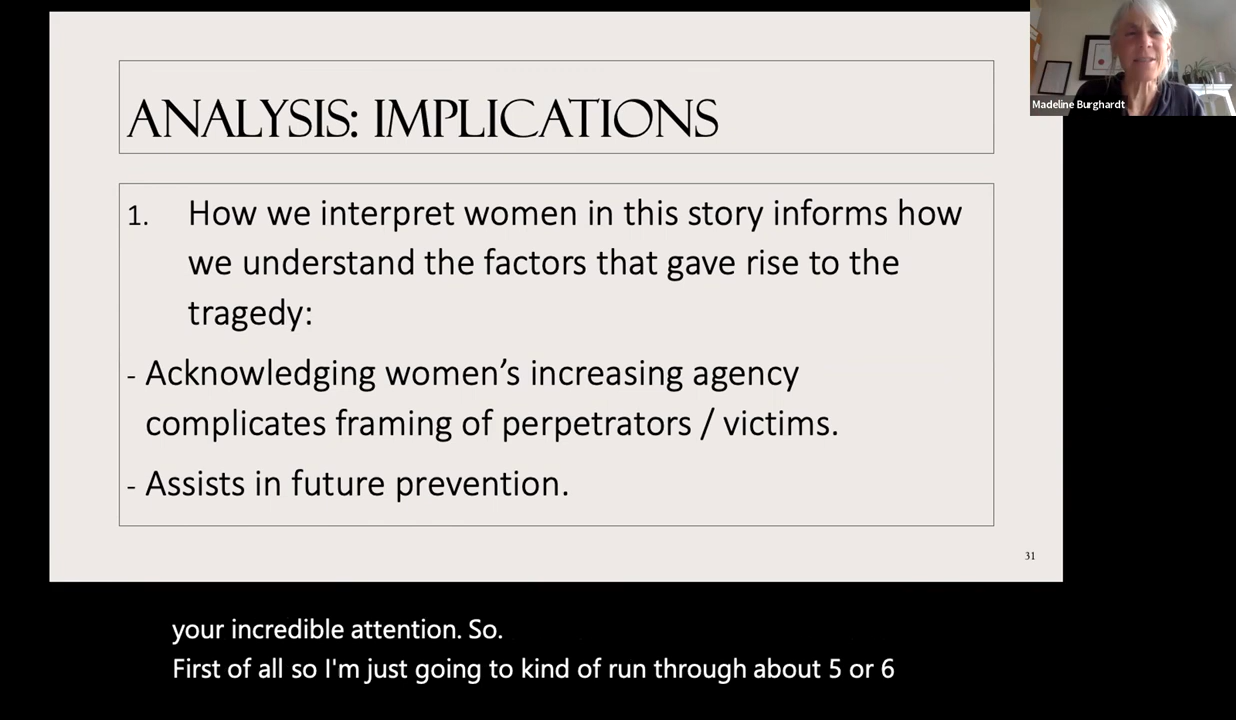 Madeline Burghardt
ANALYSIS: IMPLICATIONS
1. How we interpret women in this story informs how
we understand the factors that gave rise to the
tragedy:
- Acknowledging women's increasing agency
complicates framing of perpetrators / victims.
- Assists in future prevention.
31
your incredible attention. So.
First of all so I'm just going to kind of run through about 5 or 6